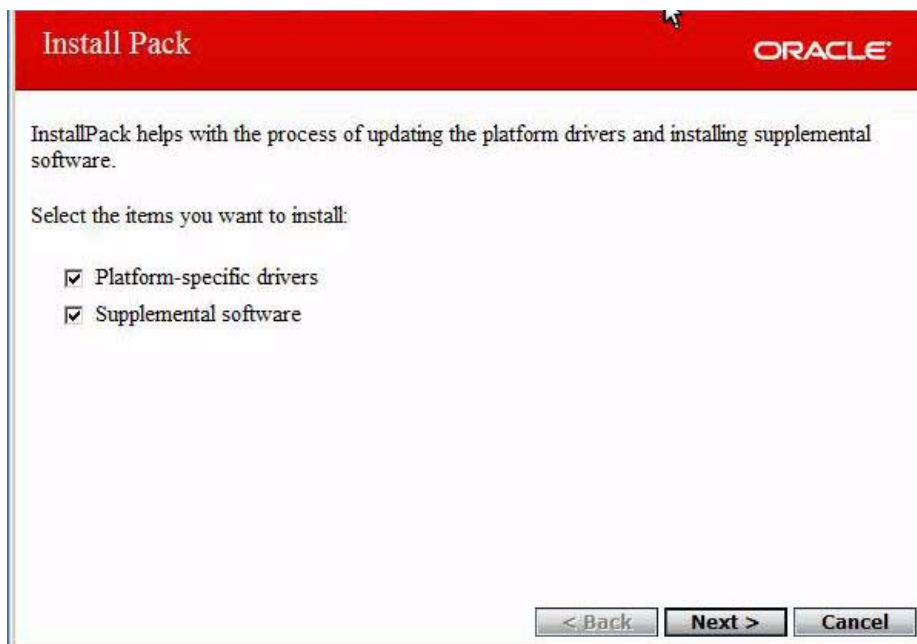 Install Pack
ORACLE
InstallPack helps with the process of updating the platform drivers and installing supplemental
software.
Select the items you want to install:
Platform-specific drivers
Supplemental software
< Back
Next >
Cancel